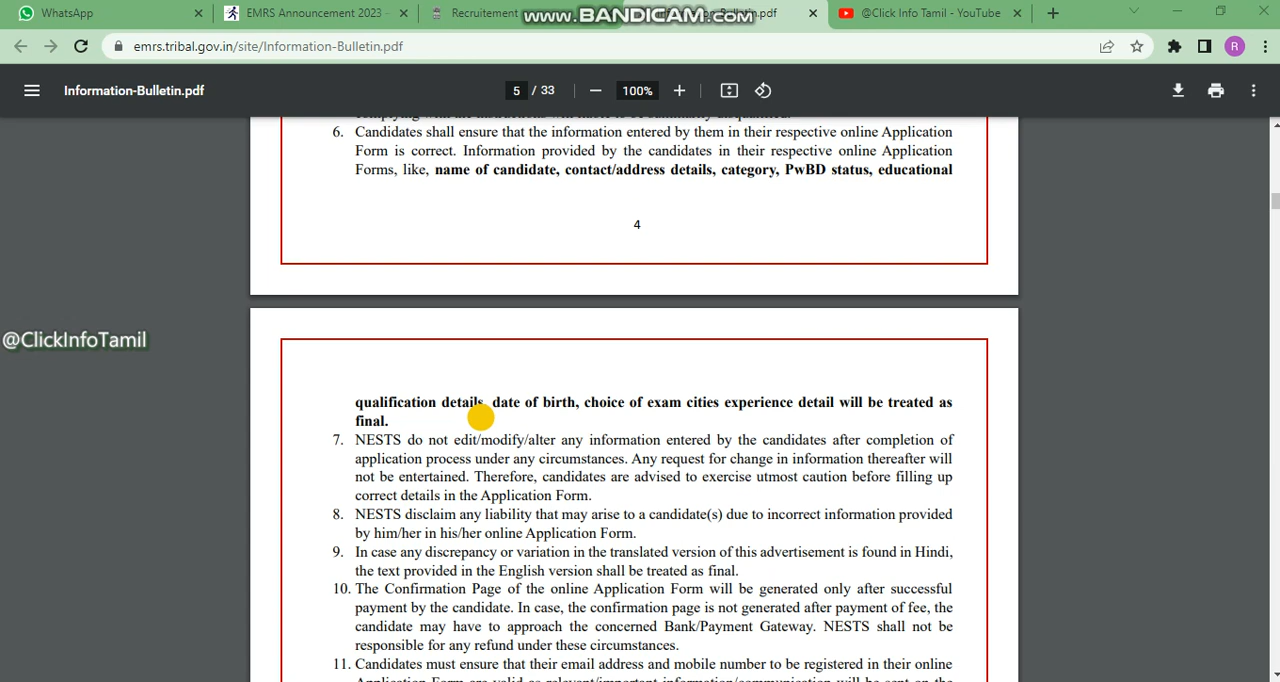 WhatsApp
EMRS Announcement 2023 -
Recruitement
www.BANDICAM.com
.pdf
@Click Info Tamil - YouTube
emrs.tribal.gov.in/site/Information-Bulletin.pdf
R
Information-Bulletin.pdf
5 / 33
100%
6. Candidates shall ensure that the information entered by them in their respective online Application
Form is correct. Information provided by the candidates in their respective online Application
Forms, like, name of candidate, contact/address details, category, PwBD status, educational
4
@ClickInfoTamil
qualification details, date of birth, choice of exam cities experience detail will be treated as
final.
7. NESTS do not edit/modify/alter any information entered by the candidates after completion of
application process under any circumstances. Any request for change in information thereafter will
not be entertained. Therefore, candidates are advised to exercise utmost caution before filling up
correct details in the Application Form.
8. NESTS disclaim any liability that may arise to a candidate(s) due to incorrect information provided
by him/her in his/her online Application Form.
9. In case any discrepancy or variation in the translated version of this advertisement is found in Hindi,
the text provided in the English version shall be treated as final.
10. The Confirmation Page of the online Application Form will be generated only after successful
payment by the candidate. In case, the confirmation page is not generated after payment of fee, the
candidate may have to approach the concerned Bank/Payment Gateway. NESTS shall not be
responsible for any refund under these circumstances.
11. Candidates must ensure that their email address and mobile number to be registered in their online